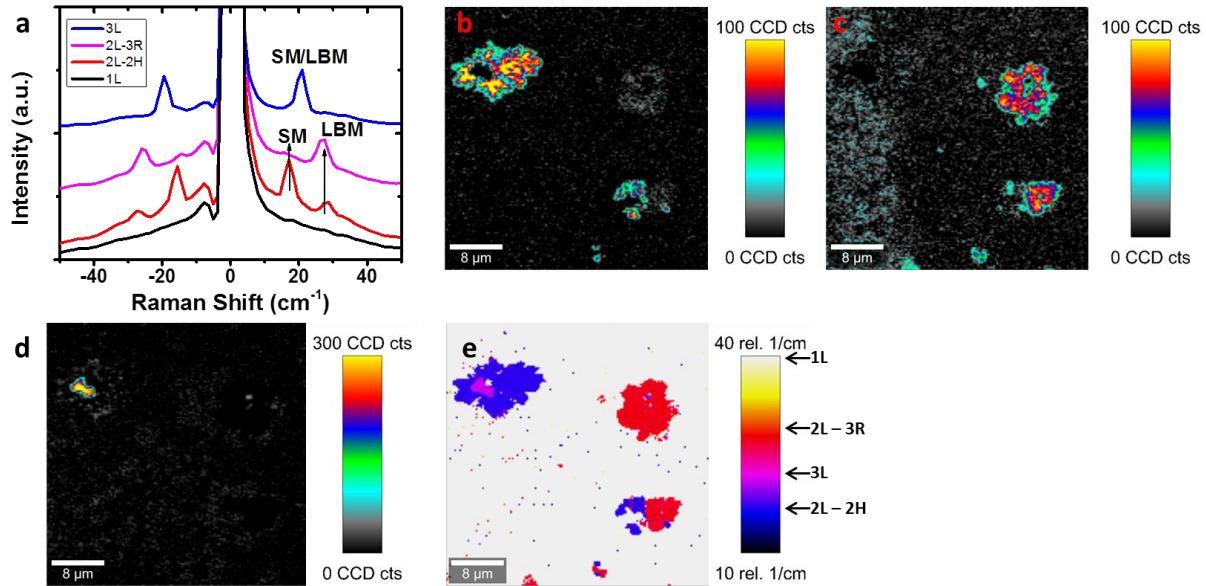 a
3L
2L-3R
2L-2H
1L
SM/LBM
SM
LBM
Intensity (a.u.)
-40 -20 0 20 40
Raman Shift (cm⁻¹)
b
8 µm
100 CCD cts
0 CCD cts
c
8 µm
100 CCD cts
0 CCD cts
d
8 µm
300 CCD cts
0 CCD cts
e
8 µm
40 rel. 1/cm
1L
2L – 3R
3L
2L – 2H
10 rel. 1/cm